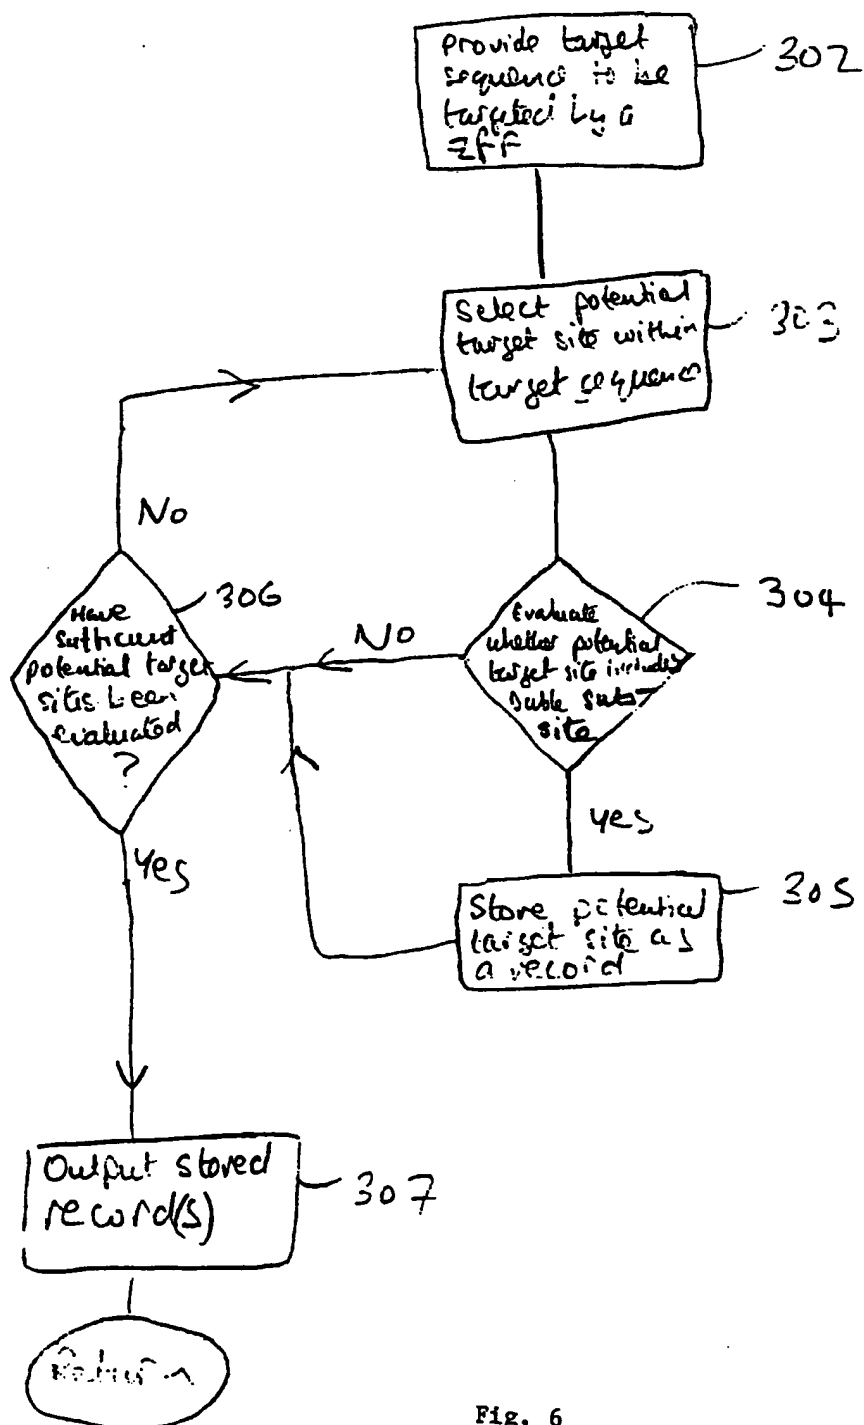 Provide target
sequence to be
targeted by a
ZFP
302
Select potential
target site within
target sequence
303
No
Have
sufficient
potential target
sites been
evaluated
?
306
No
Evaluate
whether potential
target site includes
Dable subsite
site
304
yes
Yes
Store potential
target site as
a record
305
Output stored
record(s)
307
Return
Fig. 6